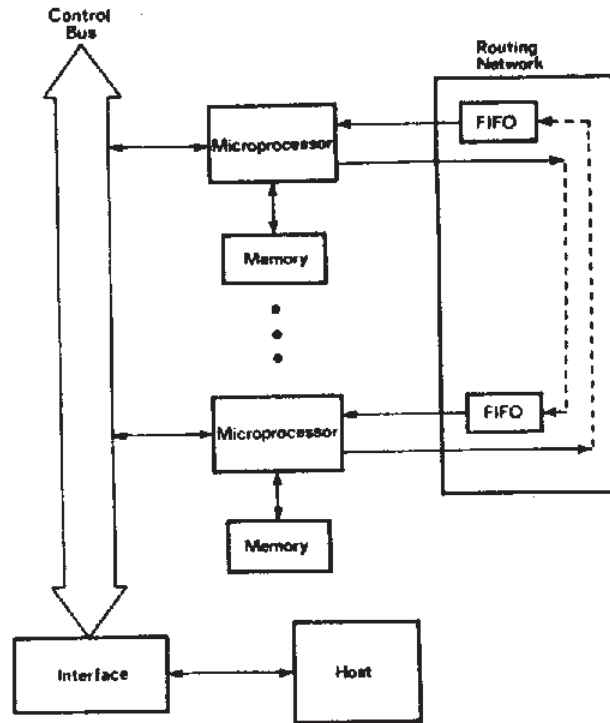 Control
Bus
Routing
Network
FIFO
Microprocessor
Memory
FIFO
Microprocessor
Memory
Interface
Host